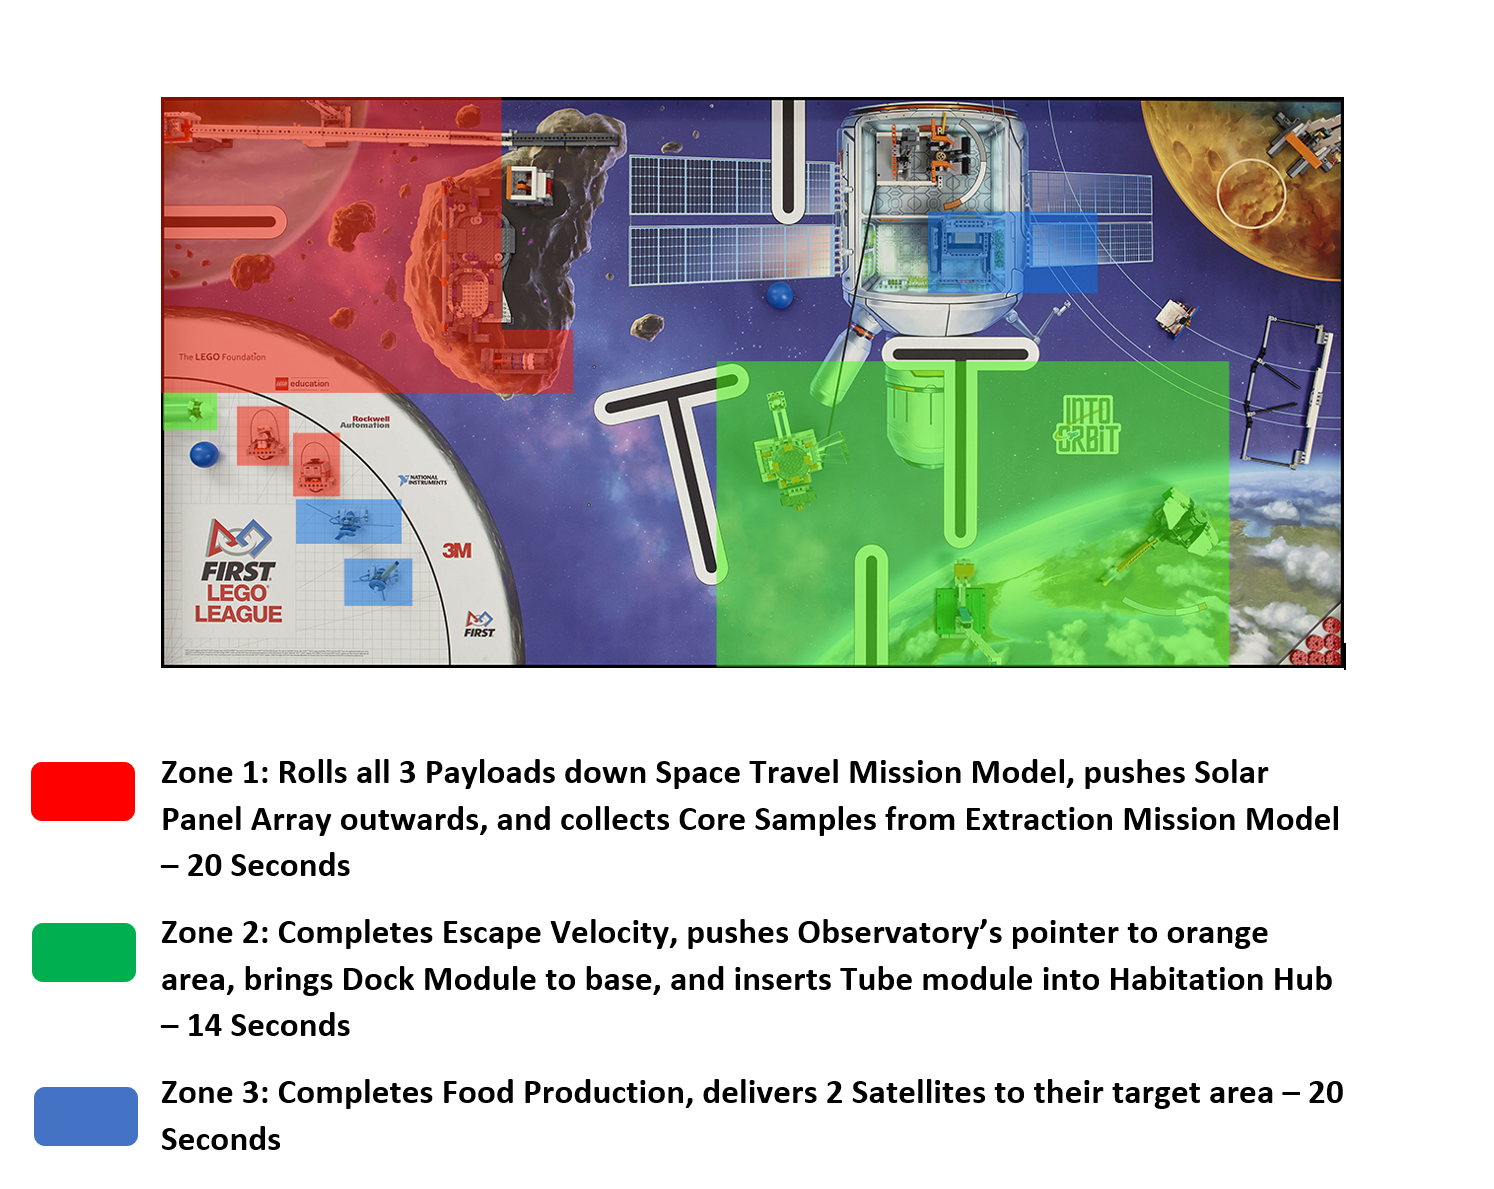 The LEGO Foundation
education
Rockwell
Automation
NATIONAL
INSTRUMENTS
INTO
ORBIT
3M
FIRST
LEGO
LEAGUE
FIRST
Zone 1: Rolls all 3 Payloads down Space Travel Mission Model, pushes Solar
Panel Array outwards, and collects Core Samples from Extraction Mission Model
– 20 Seconds
Zone 2: Completes Escape Velocity, pushes Observatory’s pointer to orange
area, brings Dock Module to base, and inserts Tube module into Habitation Hub
– 14 Seconds
Zone 3: Completes Food Production, delivers 2 Satellites to their target area – 20
Seconds